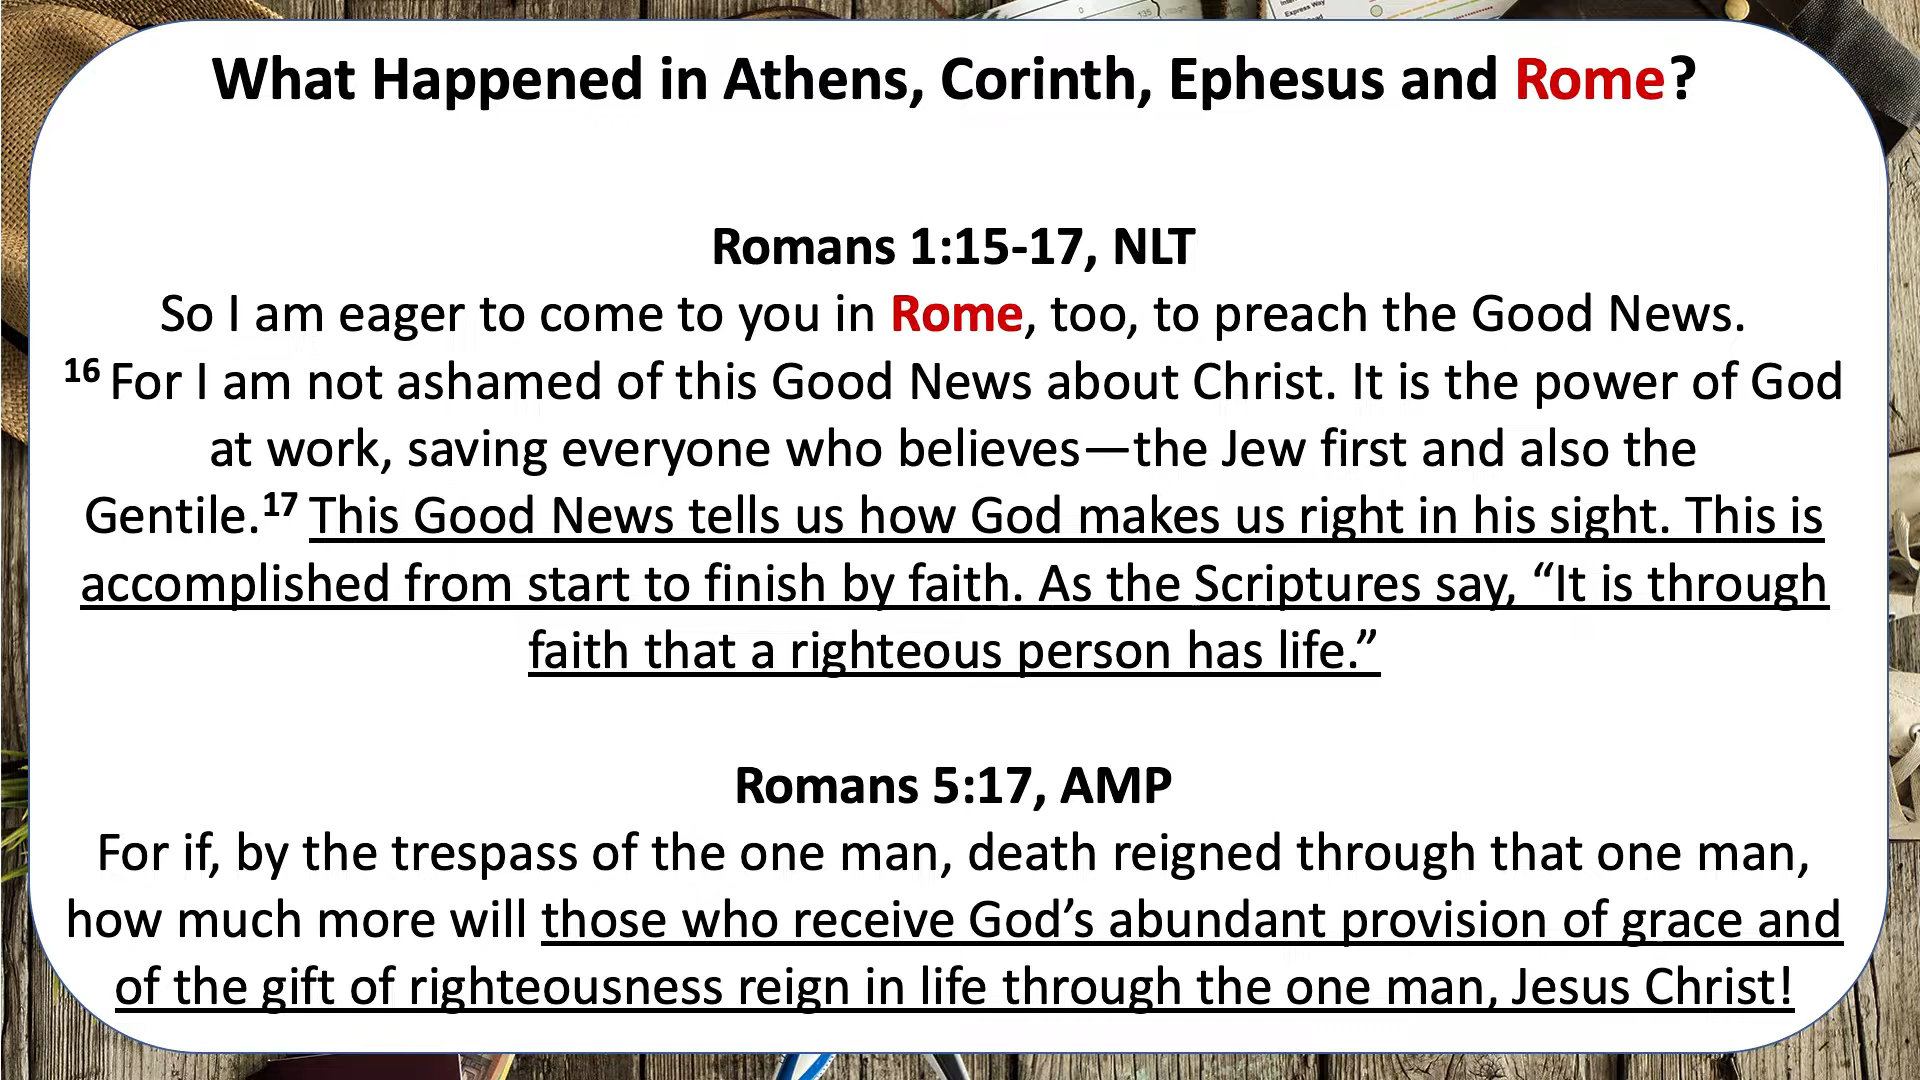 0
135
village
Express Way
What Happened in Athens, Corinth, Ephesus and Rome?
Romans 1:15-17, NLT
So I am eager to come to you in Rome, too, to preach the Good News.
16 For I am not ashamed of this Good News about Christ. It is the power of God
at work, saving everyone who believes—the Jew first and also the
Gentile.17 This Good News tells us how God makes us right in his sight. This is
accomplished from start to finish by faith. As the Scriptures say, “It is through
faith that a righteous person has life.”
Romans 5:17, AMP
For if, by the trespass of the one man, death reigned through that one man,
how much more will those who receive God’s abundant provision of grace and
of the gift of righteousness reign in life through the one man, Jesus Christ!